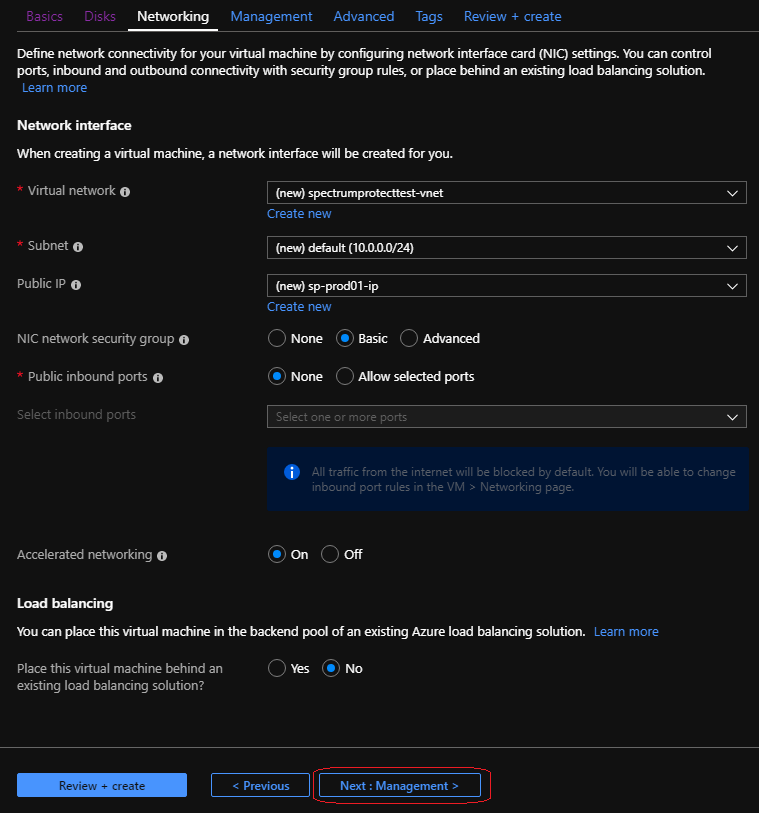 Basics Disks Networking Management Advanced Tags Review + create
Define network connectivity for your virtual machine by configuring network interface card (NIC) settings. You can control
ports, inbound and outbound connectivity with security group rules, or place behind an existing load balancing solution.
Learn more
Network interface
When creating a virtual machine, a network interface will be created for you.
* Virtual network
(new) spectrumprotecttest-vnet
Create new
* Subnet
(new) default (10.0.0.0/24)
Public IP
(new) sp-prod01-ip
Create new
NIC network security group
None Basic Advanced
* Public inbound ports
None Allow selected ports
Select inbound ports
Select one or more ports
All traffic from the internet will be blocked by default. You will be able to change
inbound port rules in the VM > Networking page.
Accelerated networking
On Off
Load balancing
You can place this virtual machine in the backend pool of an existing Azure load balancing solution. Learn more
Place this virtual machine behind an
existing load balancing solution?
Yes No
Review + create
< Previous
Next : Management >